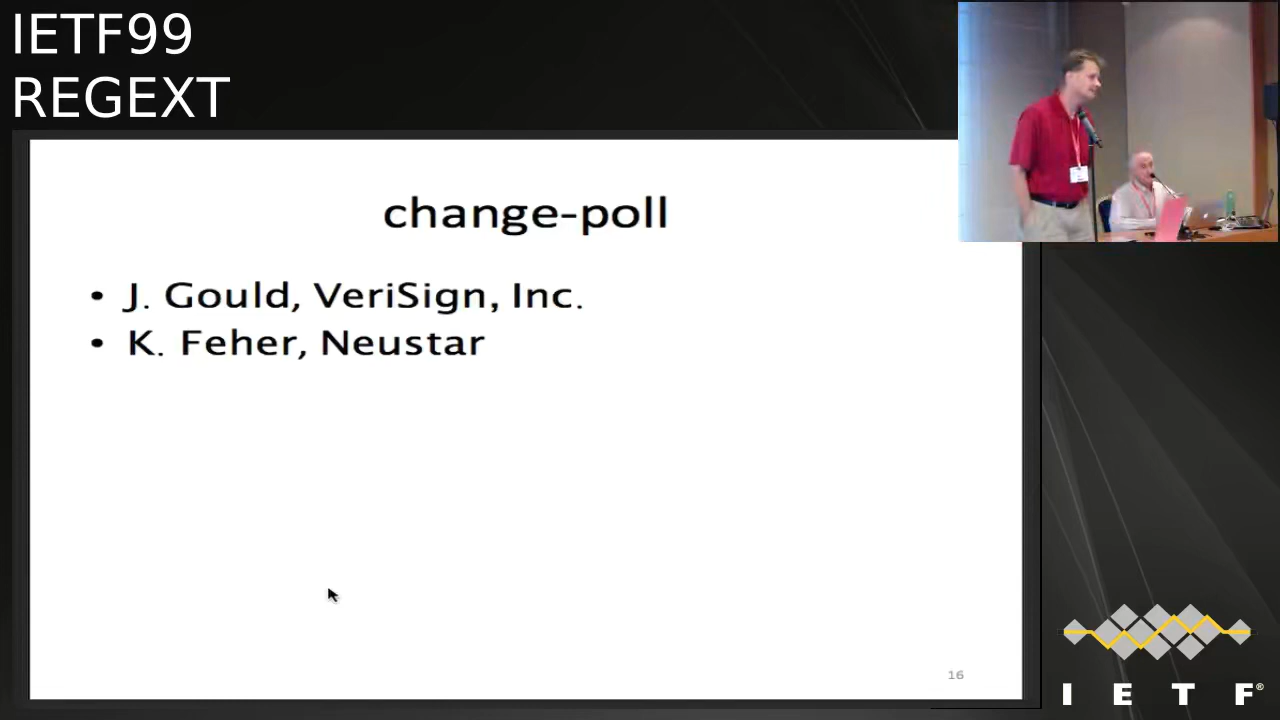 IETF99
REGEXT
change-poll
• J. Gould, VeriSign, Inc.
• K. Feher, Neustar
16
I E T F®